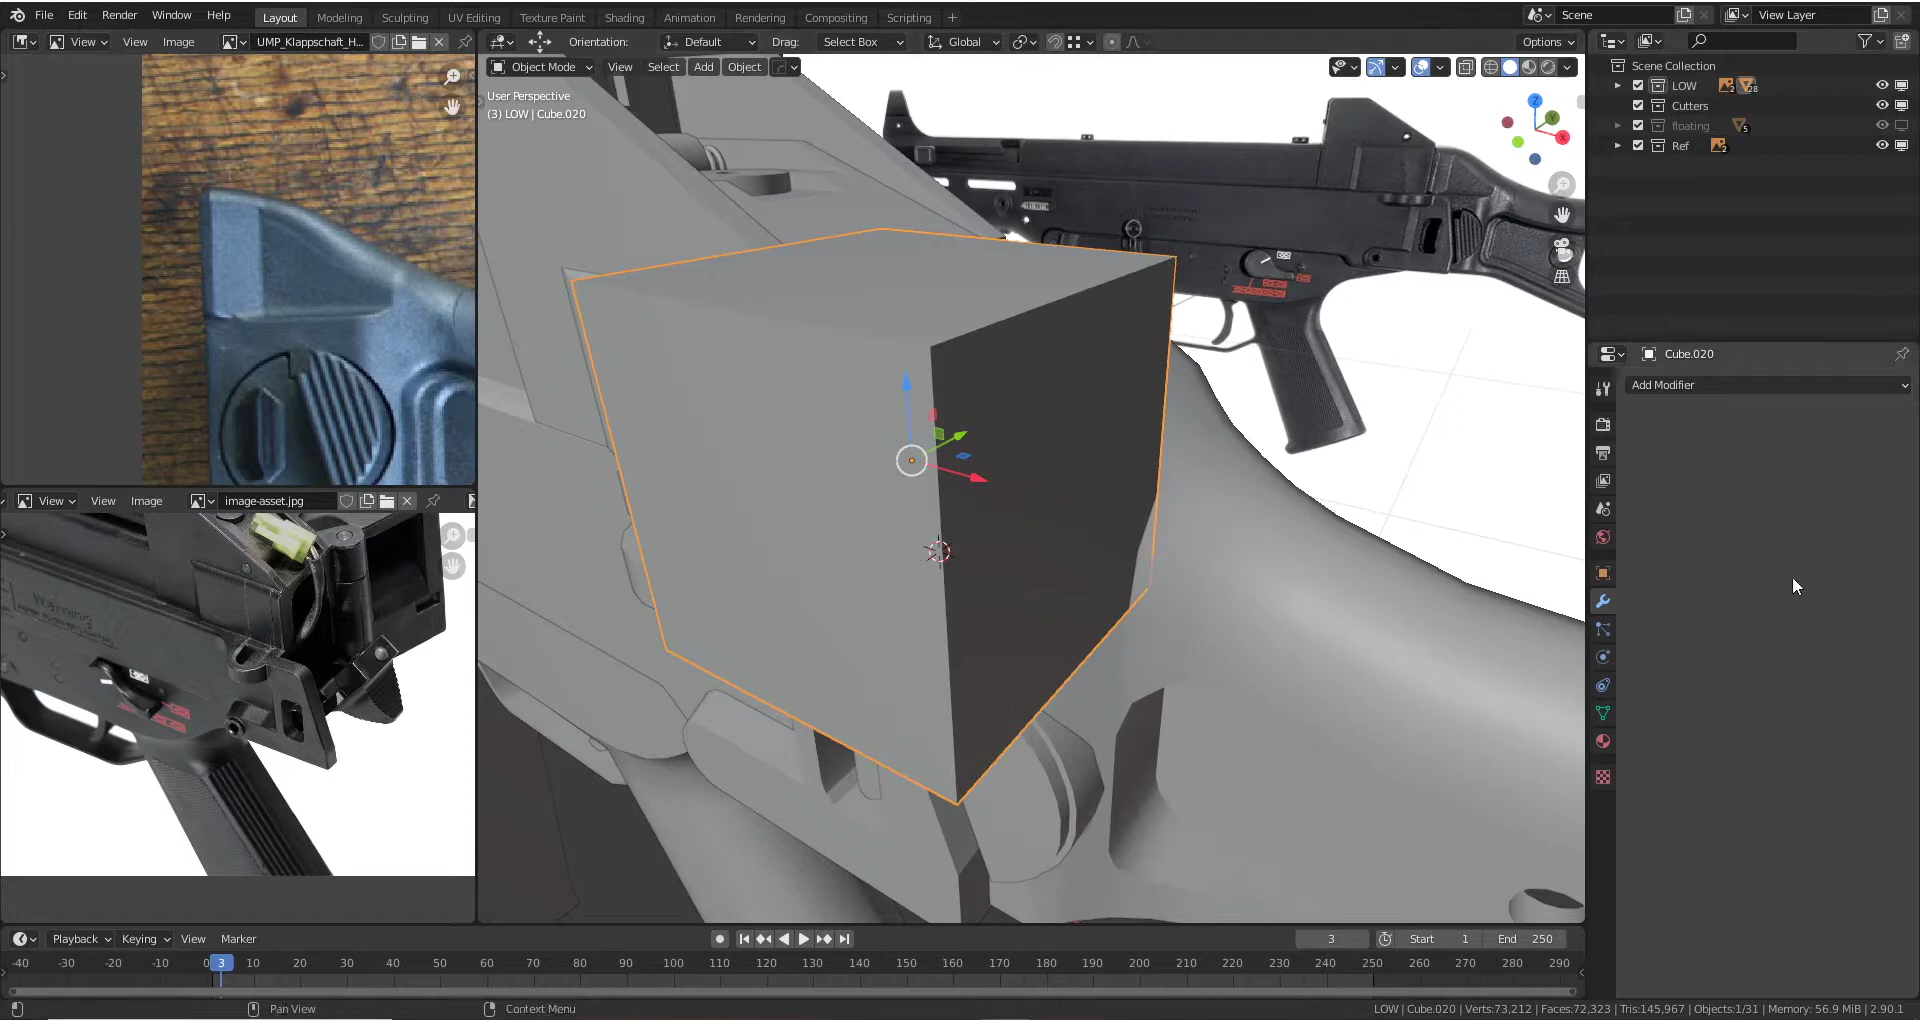 File Edit Render Window Help Layout Modeling Sculpting UV Editing Texture Paint Shading Animation Rendering Compositing Scripting + Scene View Layer
View View Image UMP_Klappschaft_H... Orientation: Default Drag: Select Box Global Options
Object Mode View Select Add Object
User Perspective
(3) LOW | Cube.020
Z
Y
X
Scene Collection
LOW 2 28
Cutters
floating 5
Ref 2
Cube.020
Add Modifier
View View Image image-asset.jpg
Warning
Playback Keying View Marker 3 Start 1 End 250
-40 -30 -20 -10 0 3 10 20 30 40 50 60 70 80 90 100 110 120 130 140 150 160 170 180 190 200 210 220 230 240 250 260 270 280 290
Pan View Context Menu LOW | Cube.020 | Verts:73,212 | Faces:72,323 | Tris:145,967 | Objects:1/31 | Memory: 56.9 MiB | 2.90.1